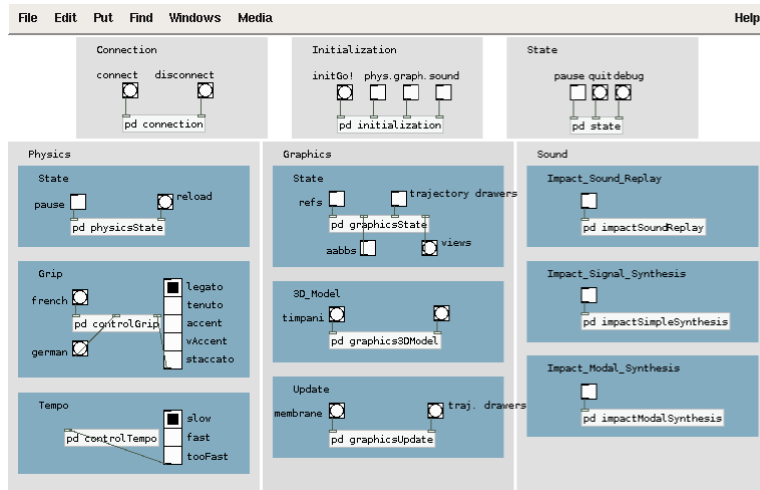 File Edit Put Find Windows Media Help
Connection
connect disconnect
pd connection
Initialization
initGo! phys.graph.sound
pd initialization
State
pause quit debug
pd state
Physics
State
pause
reload
pd physicsState
Grip
french
pd controlGrip
german
legato
tenuto
accent
vAccent
staccato
Tempo
pd controlTempo
slow
fast
tooFast
Graphics
State
refs
trajectory drawers
pd graphicsState
aabbs
views
3D_Model
timpani
pd graphics3DModel
Update
membrane
traj. drawers
pd graphicsUpdate
Sound
Impact_Sound_Replay
pd impactSoundReplay
Impact_Signal_Synthesis
pd impactSimpleSynthesis
Impact_Modal_Synthesis
pd impactModalSynthesis